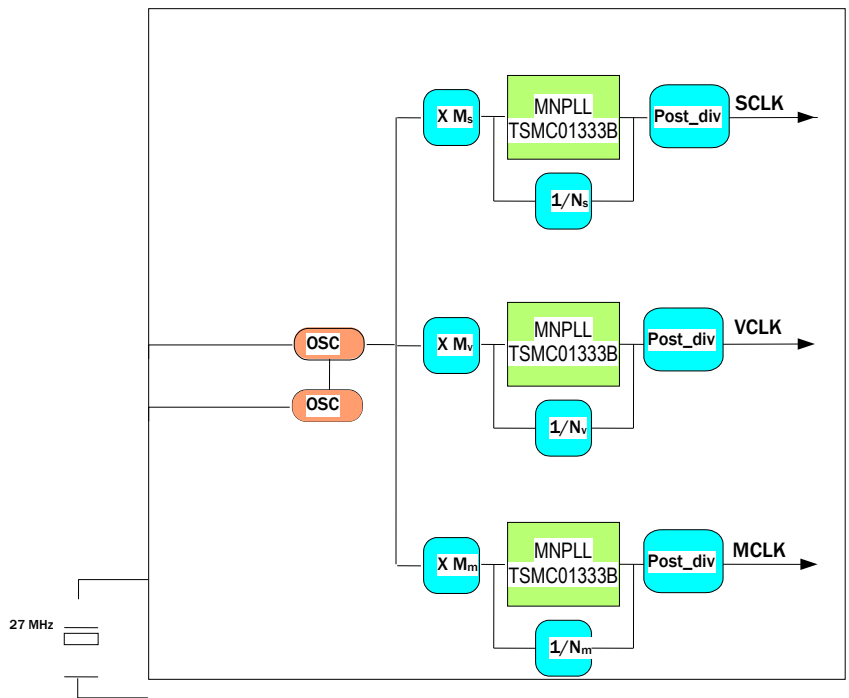 X Ms
MNPLL
TSMC01333B
Post_div
SCLK
1/Ns
OSC
X Mv
MNPLL
TSMC01333B
Post_div
VCLK
OSC
1/Nv
X Mm
MNPLL
TSMC01333B
Post_div
MCLK
27 MHz
1/Nm